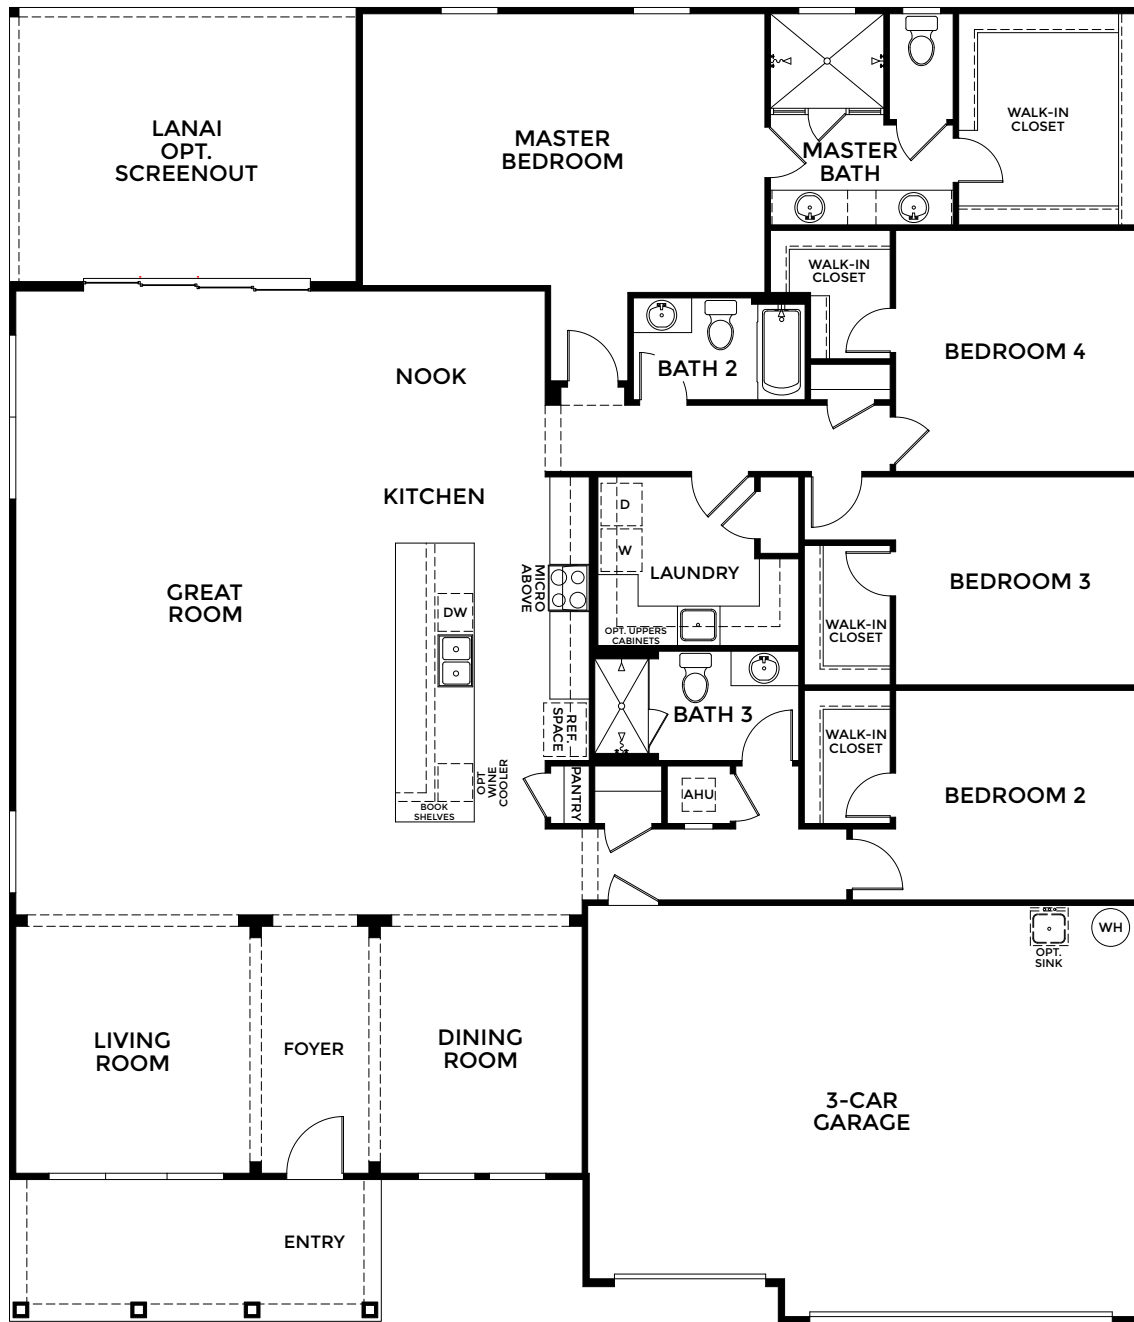 LANAI
OPT.
SCREENOUT
MASTER
BEDROOM
MASTER
BATH
WALK-IN
CLOSET
WALK-IN
CLOSET
BEDROOM 4
NOOK
BATH 2
KITCHEN
GREAT
ROOM
MICRO
ABOVE
DW
D
W
LAUNDRY
OPT. UPPERS
CABINETS
BEDROOM 3
WALK-IN
CLOSET
BATH 3
REF.
SPACE
WALK-IN
CLOSET
BEDROOM 2
OPT
WINE
COOLER
PANTRY
AHU
BOOK
SHELVES
OPT.
SINK
WH
LIVING
ROOM
FOYER
DINING
ROOM
3-CAR
GARAGE
ENTRY